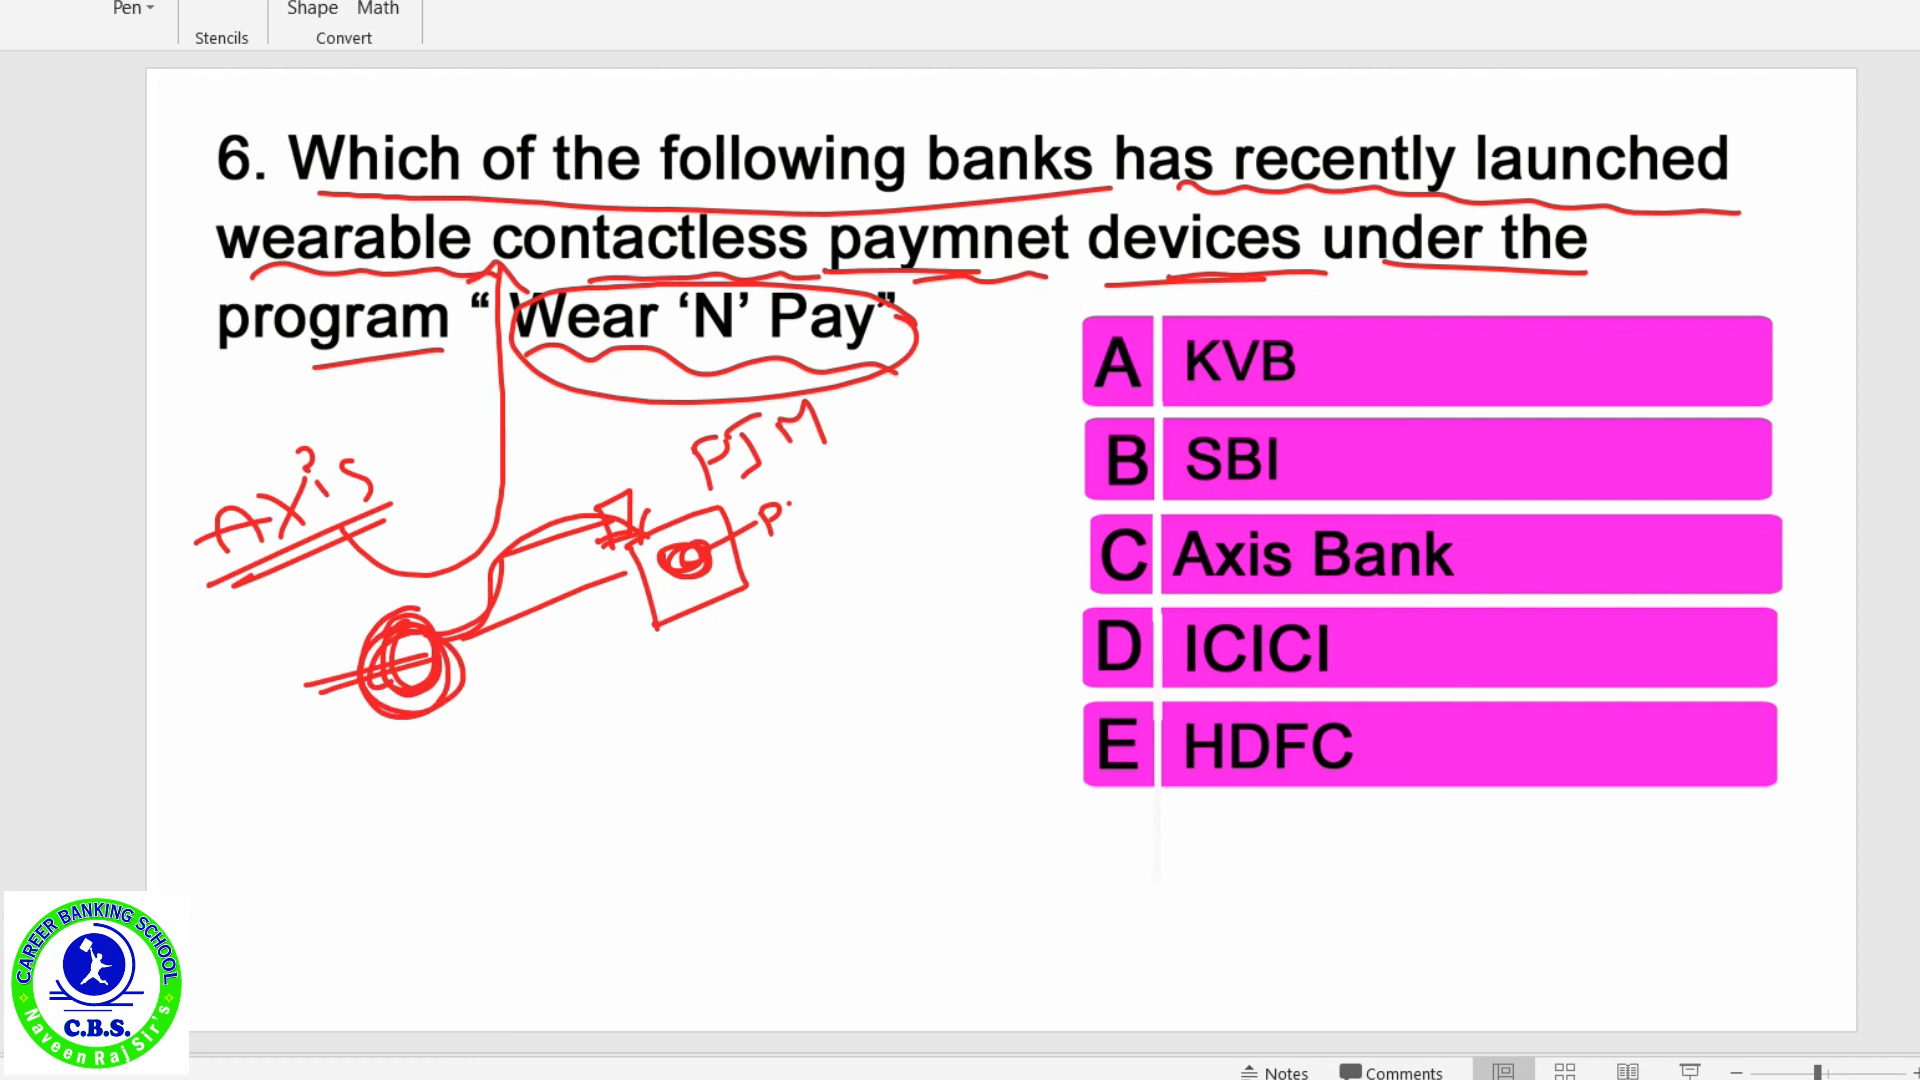 Pen
Shape Math
Stencils Convert
6. Which of the following banks has recently launched
wearable contactless paymnet devices under the
program “ Wear ‘N’ Pay”
A KVB
B SBI
C Axis Bank
D ICICI
E HDFC
Axis
CAREER BANKING SCHOOL
C.B.S.
Naveen Raj Sir's
Notes Comments